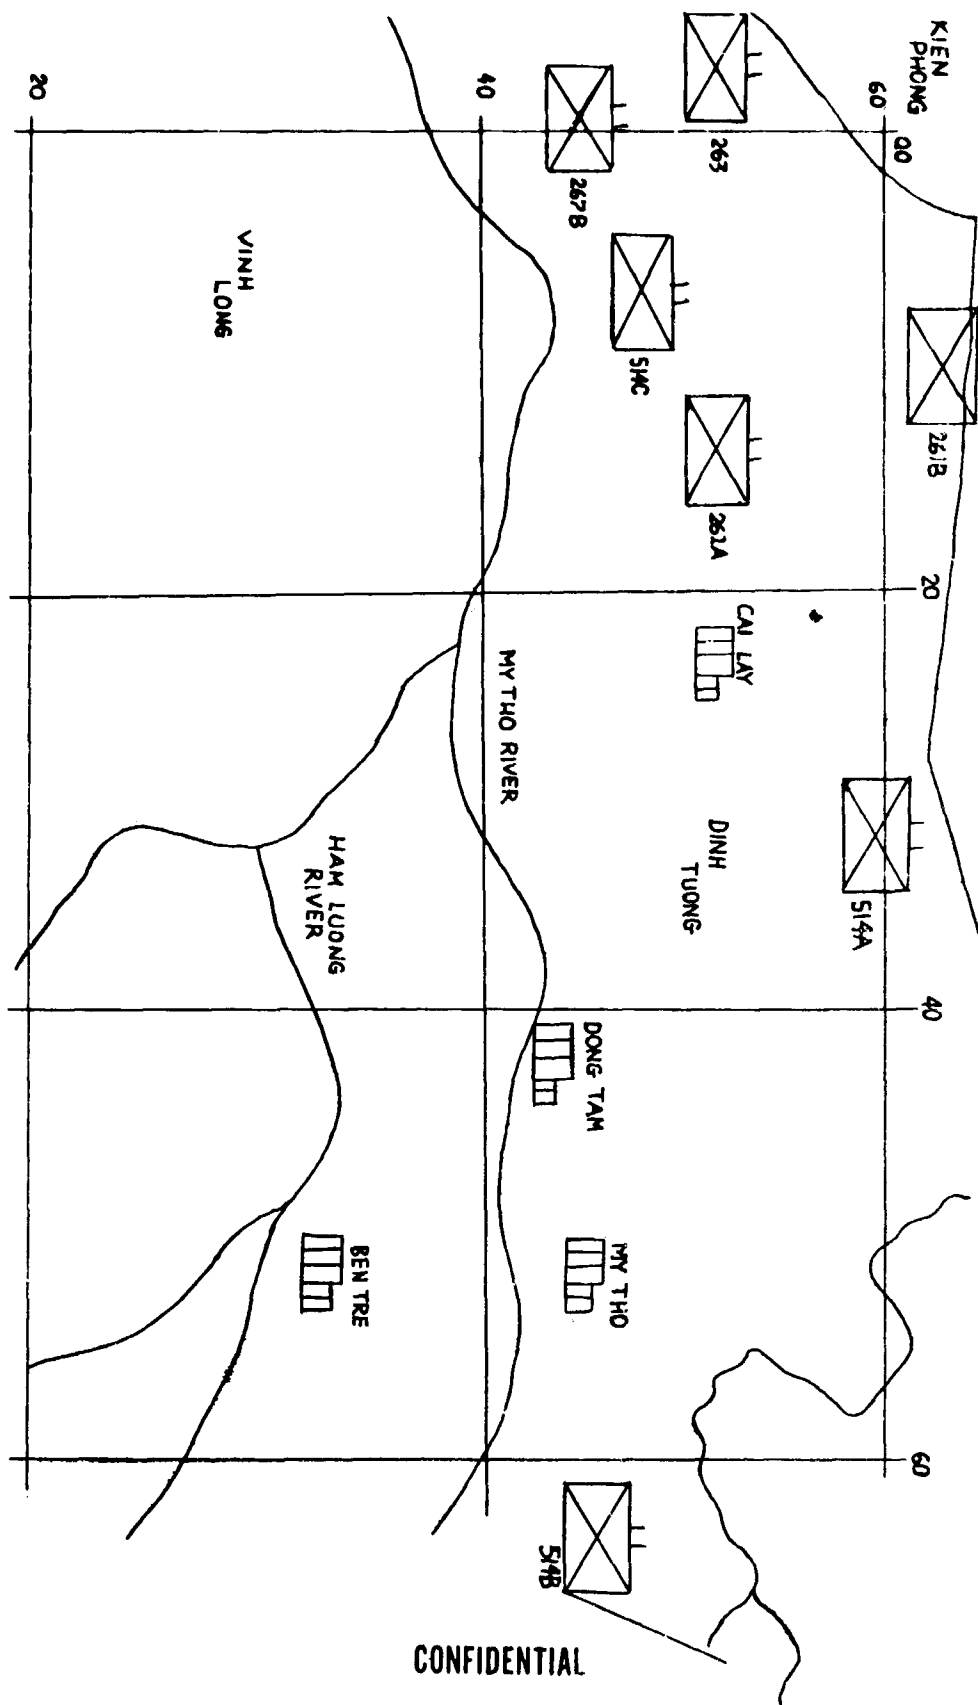 KIEN
PHONG
60
00
263
40
267B
20
VINH
LONG
514C
261B
262A
20
CAI LAY
MY THO RIVER
DINH
TUONG
514A
HAM LUONG
RIVER
40
DONG TAM
MY THO
BEN TRE
60
514B
CONFIDENTIAL